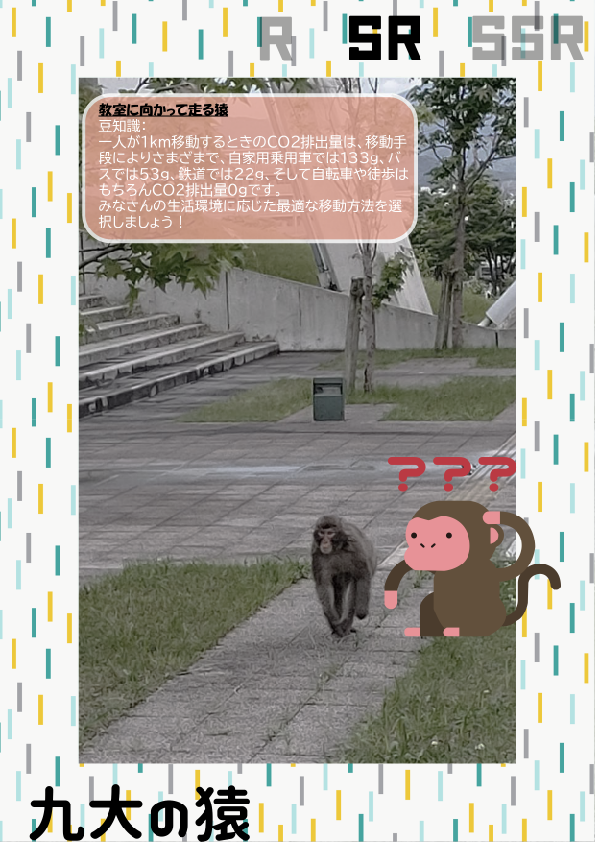 R SR SSR
教室に向かって走る猿
豆知識：
一人が1km移動するときのCO2排出量は、移動手
段によりさまざまで、自家用乗用車では133g、バ
スでは53g、鉄道では22g、そして自転車や徒歩は
もちろんCO2排出量0gです。
みなさんの生活環境に応じた最適な移動方法を選
択しましょう！
???
九大の猿